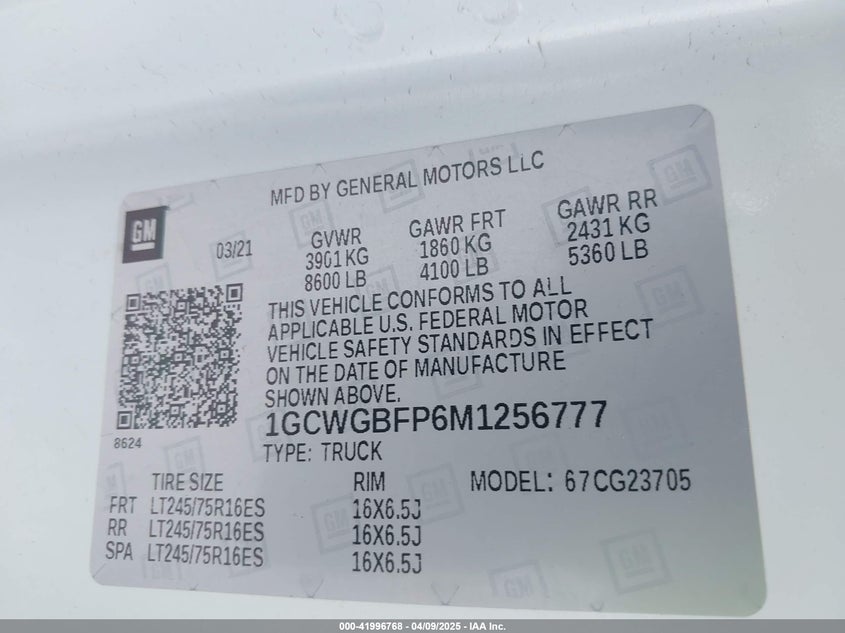 MFD BY GENERAL MOTORS LLC
GM
03/21
GVWR GAWR FRT GAWR RR
3901 KG 1860 KG 2431 KG
8600 LB 4100 LB 5360 LB
THIS VEHICLE CONFORMS TO ALL
APPLICABLE U.S. FEDERAL MOTOR
VEHICLE SAFETY STANDARDS IN EFFECT
ON THE DATE OF MANUFACTURE
SHOWN ABOVE.
8624
1GCWGBFP6M1256777
TYPE: TRUCK
TIRE SIZE RIM MODEL: 67CG23705
FRT LT245/75R16ES 16X6.5J
RR LT245/75R16ES 16X6.5J
SPA LT245/75R16ES 16X6.5J
000-41996768 - 04/09/2025 - IAA Inc.